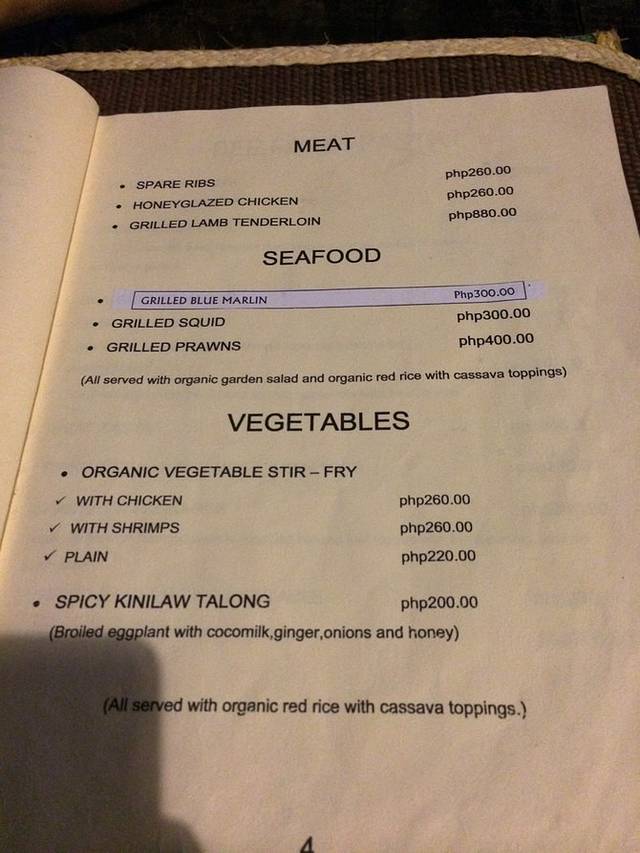 MEAT
• SPARE RIBS php260.00
• HONEYGLAZED CHICKEN php260.00
• GRILLED LAMB TENDERLOIN php880.00
SEAFOOD
• GRILLED BLUE MARLIN Php300.00
• GRILLED SQUID php300.00
• GRILLED PRAWNS php400.00
(All served with organic garden salad and organic red rice with cassava toppings)
VEGETABLES
• ORGANIC VEGETABLE STIR – FRY
✓ WITH CHICKEN php260.00
✓ WITH SHRIMPS php260.00
✓ PLAIN php220.00
• SPICY KINILAW TALONG php200.00
(Broiled eggplant with cocomilk,ginger,onions and honey)
(All served with organic red rice with cassava toppings.)
4